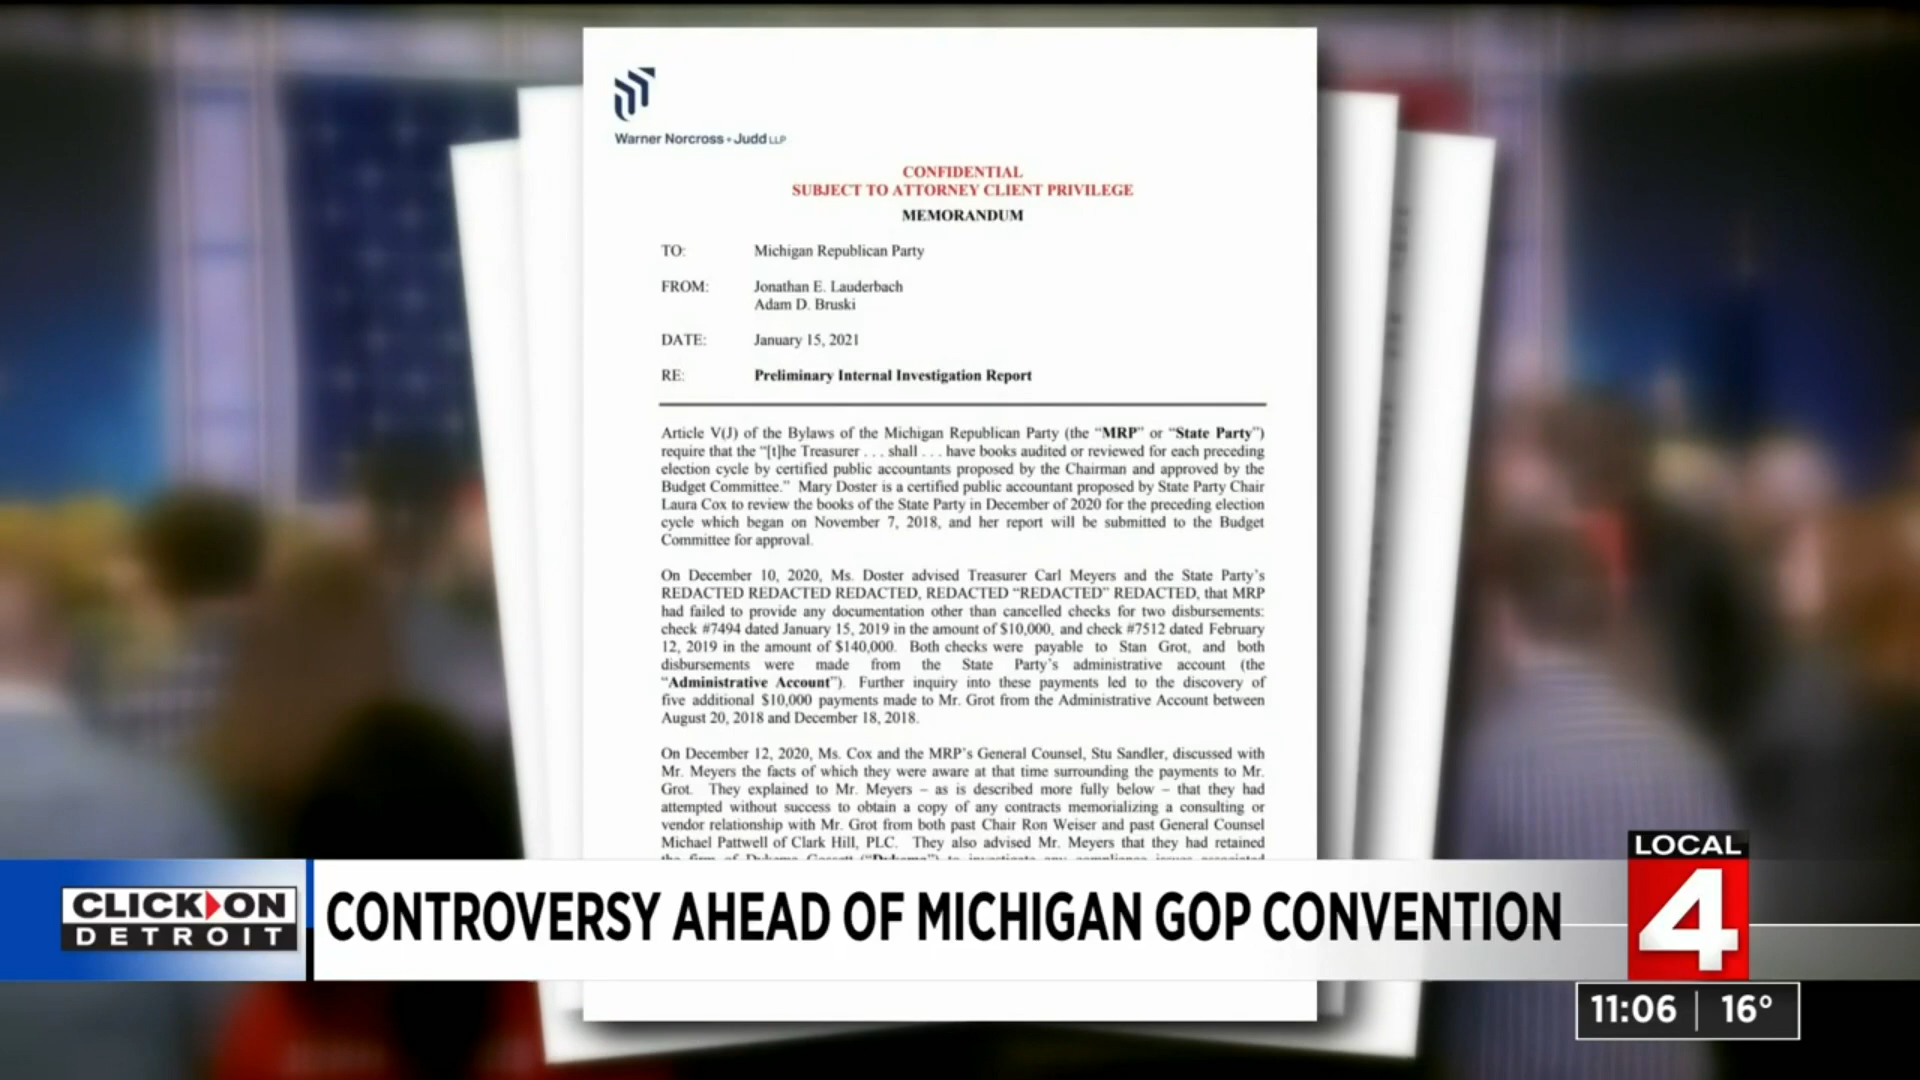 Warner Norcross + Judd LLP
CONFIDENTIAL
SUBJECT TO ATTORNEY CLIENT PRIVILEGE
MEMORANDUM
TO: Michigan Republican Party
FROM: Jonathan E. Lauderbach
Adam D. Bruski
DATE: January 15, 2021
RE: Preliminary Internal Investigation Report
Article V(J) of the Bylaws of the Michigan Republican Party (the “MRP” or “State Party”)
require that the “[t]he Treasurer . . . shall . . . have books audited or reviewed for each preceding
election cycle by certified public accountants proposed by the Chairman and approved by the
Budget Committee.” Mary Doster is a certified public accountant proposed by State Party Chair
Laura Cox to review the books of the State Party in December of 2020 for the preceding election
cycle which began on November 7, 2018, and her report will be submitted to the Budget
Committee for approval.
On December 10, 2020, Ms. Doster advised Treasurer Carl Meyers and the State Party’s
REDACTED REDACTED REDACTED, REDACTED “REDACTED” REDACTED, that MRP
had failed to provide any documentation other than cancelled checks for two disbursements:
check #7494 dated January 15, 2019 in the amount of $10,000, and check #7512 dated February
12, 2019 in the amount of $140,000. Both checks were payable to Stan Grot, and both
disbursements were made from the State Party’s administrative account (the
“Administrative Account”). Further inquiry into these payments led to the discovery of
five additional $10,000 payments made to Mr. Grot from the Administrative Account between
August 20, 2018 and December 18, 2018.
On December 12, 2020, Ms. Cox and the MRP’s General Counsel, Stu Sandler, discussed with
Mr. Meyers the facts of which they were aware at that time surrounding the payments to Mr.
Grot. They explained to Mr. Meyers – as is described more fully below – that they had
attempted without success to obtain a copy of any contracts memorializing a consulting or
vendor relationship with Mr. Grot from both past Chair Ron Weiser and past General Counsel
Michael Pattwell of Clark Hill, PLC. They also advised Mr. Meyers that they had retained
LOCAL
4
CLICK ON
DETROIT
CONTROVERSY AHEAD OF MICHIGAN GOP CONVENTION
11:06 16°